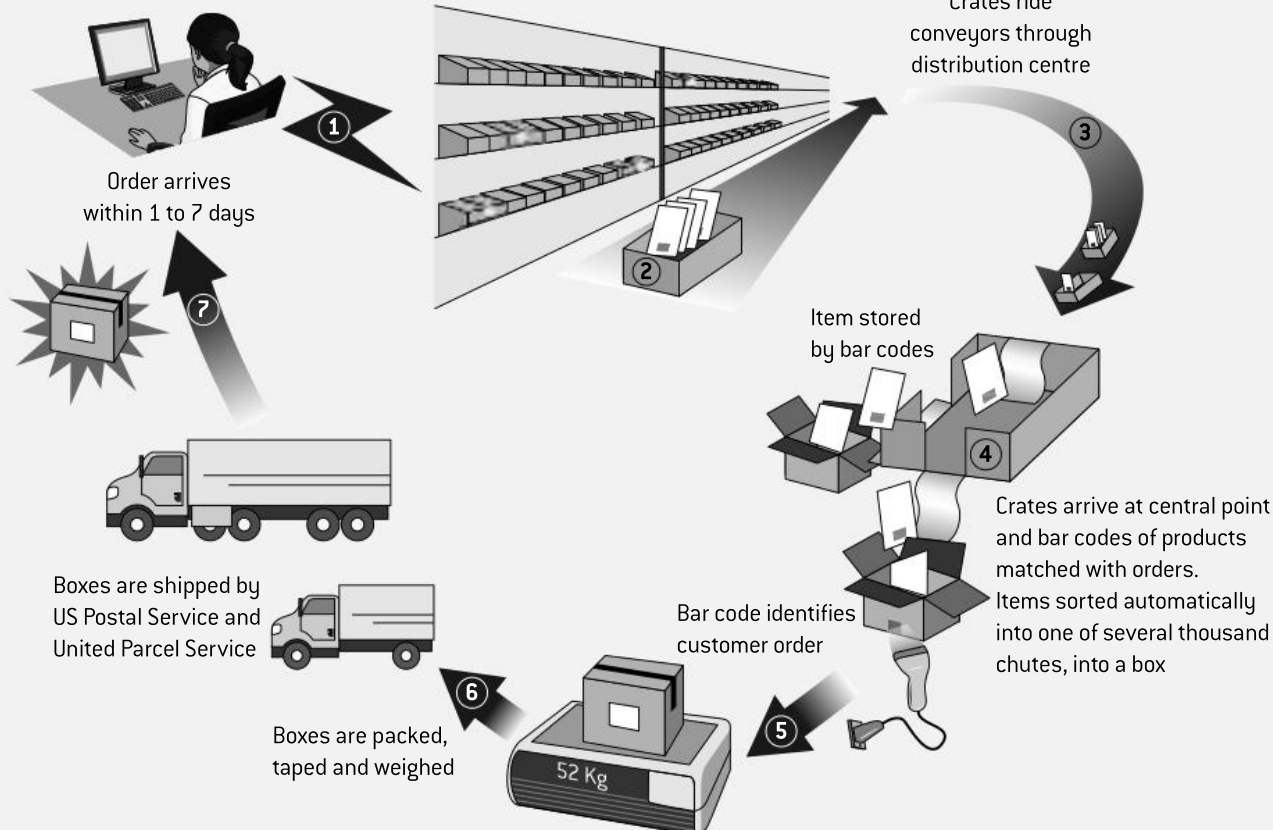 Crates ride
conveyors through
distribution centre
1
3
Order arrives
within 1 to 7 days
2
7
Item stored
by bar codes
4
Crates arrive at central point
and bar codes of products
matched with orders.
Items sorted automatically
into one of several thousand
chutes, into a box
Boxes are shipped by
US Postal Service and
United Parcel Service
Bar code identifies
customer order
6
5
Boxes are packed,
taped and weighed
52 Kg